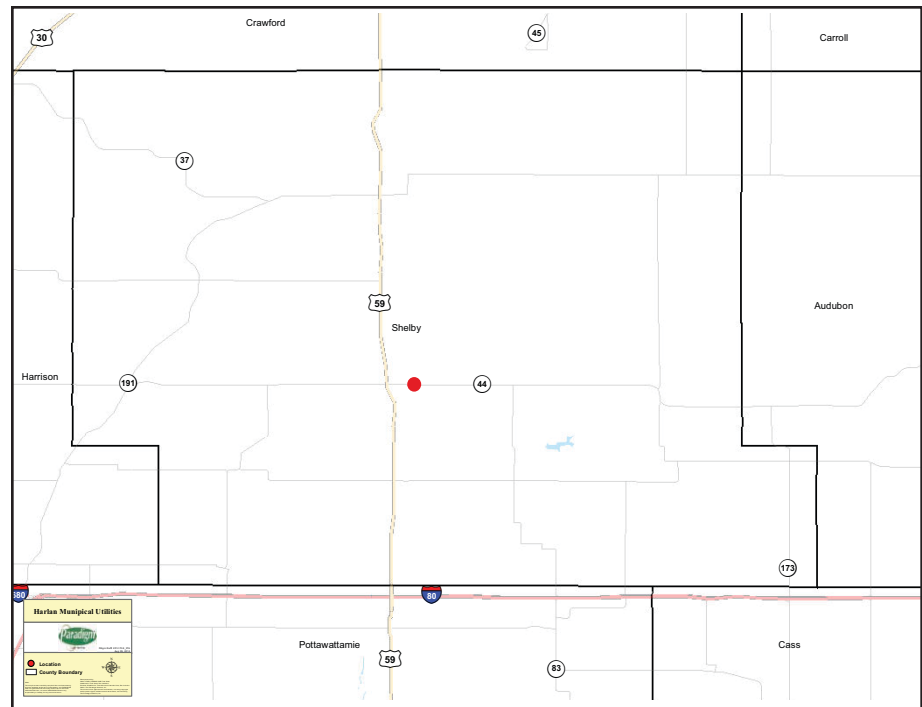 Crawford
30
45
Carroll
37
59
Shelby
Audubon
Harrison
191
44
173
680
80
Harlan Munipical Utilities
Paradigm
Location
County Boundary
Pottawattamie
59
83
Cass